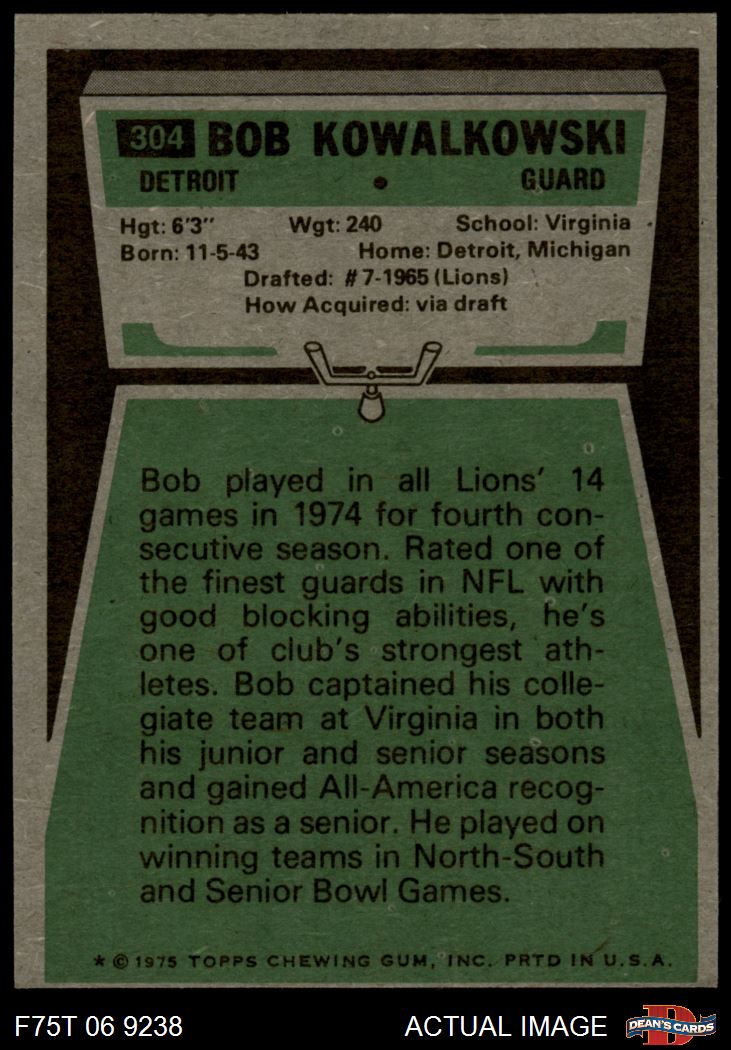 304 BOB KOWALKOWSKI
DETROIT • GUARD
Hgt: 6'3" Wgt: 240 School: Virginia
Born: 11-5-43 Home: Detroit, Michigan
Drafted: #7-1965 (Lions)
How Acquired: via draft
Bob played in all Lions' 14
games in 1974 for fourth con-
secutive season. Rated one of
the finest guards in NFL with
good blocking abilities, he's
one of club's strongest ath-
letes. Bob captained his colle-
giate team at Virginia in both
his junior and senior seasons
and gained All-America recog-
nition as a senior. He played on
winning teams in North-South
and Senior Bowl Games.
* © 1975 TOPPS CHEWING GUM, INC. PRTD IN U.S.A.
F75T 06 9238 ACTUAL IMAGE DEAN'S CARDS